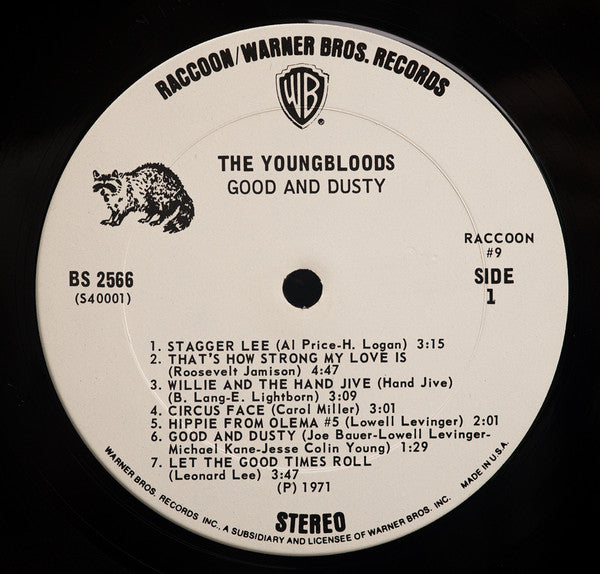 RACCOON/WARNER BROS. RECORDS
WB
®
THE YOUNGBLOODS
GOOD AND DUSTY
RACCOON
#9
BS 2566
(S40001)
SIDE
1
1. STAGGER LEE (Al Price-H. Logan) 3:15
2. THAT'S HOW STRONG MY LOVE IS
(Roosevelt Jamison) 4:47
3. WILLIE AND THE HAND JIVE (Hand Jive)
(B. Lang-E. Lightborn) 3:09
4. CIRCUS FACE (Carol Miller) 3:01
5. HIPPIE FROM OLEMA #5 (Lowell Levinger) 2:01
6. GOOD AND DUSTY (Joe Bauer-Lowell Levinger-
Michael Kane-Jesse Colin Young) 1:29
7. LET THE GOOD TIMES ROLL
(Leonard Lee) 3:47
(P) 1971
STEREO
WARNER BROS. RECORDS INC., A SUBSIDIARY AND LICENSEE OF WARNER BROS. INC. MADE IN U.S.A.